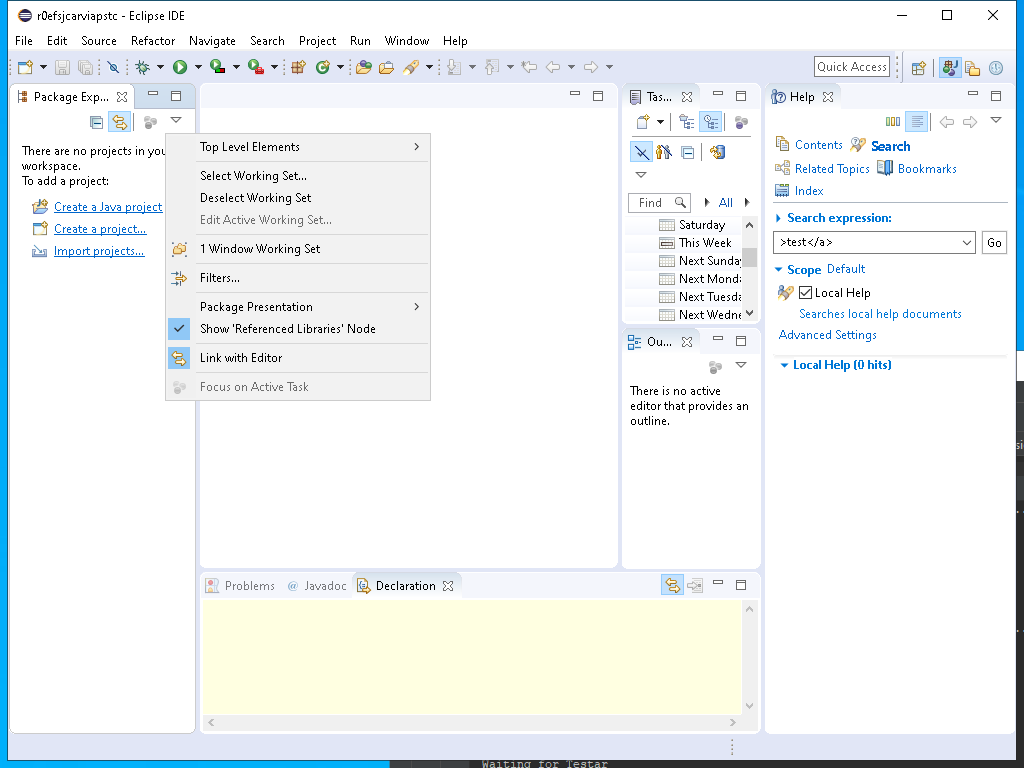 r0efsjcarviapstc - Eclipse IDE
File Edit Source Refactor Navigate Search Project Run Window Help
Quick Access
Package Exp...
There are no projects in you
workspace.
To add a project:
Create a Java project
Create a project...
Import projects...
Top Level Elements
Select Working Set...
Deselect Working Set
Edit Active Working Set...
1 Window Working Set
Filters...
Package Presentation
Show 'Referenced Libraries' Node
Link with Editor
Focus on Active Task
Tas...
Find
All
Saturday
This Week
Next Sunday
Next Monda
Next Tuesda
Next Wedne
Ou...
There is no active
editor that provides an
outline.
Help
Contents Search
Related Topics Bookmarks
Index
Search expression:
>test</a>
Go
Scope Default
Local Help
Searches local help documents
Advanced Settings
Local Help (0 hits)
Problems @ Javadoc Declaration
Waiting for Testar